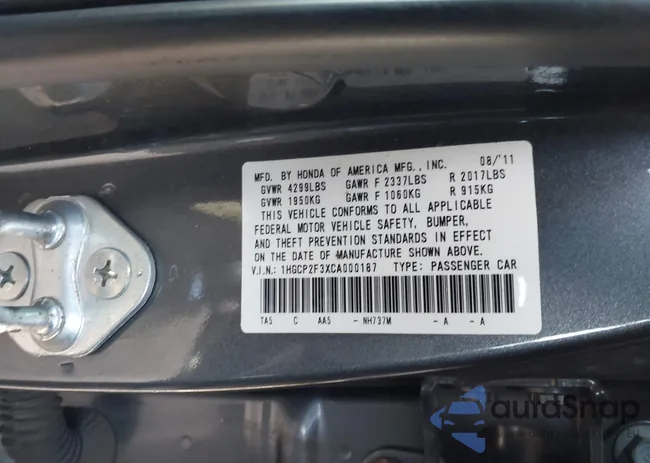 MFD. BY HONDA OF AMERICA MFG., INC. 08/'11
GVWR 4299LBS GAWR F 2337LBS R 2017LBS
GVWR 1950KG GAWR F 1060KG R 915KG
THIS VEHICLE CONFORMS TO ALL APPLICABLE
FEDERAL MOTOR VEHICLE SAFETY, BUMPER,
AND THEFT PREVENTION STANDARDS IN EFFECT
ON THE DATE OF MANUFACTURE SHOWN ABOVE.
V.I.N.: 1HGCP2F3XCA000187 TYPE: PASSENGER CAR
TA5 C AA5 - NH737M - A - A
autoSnap